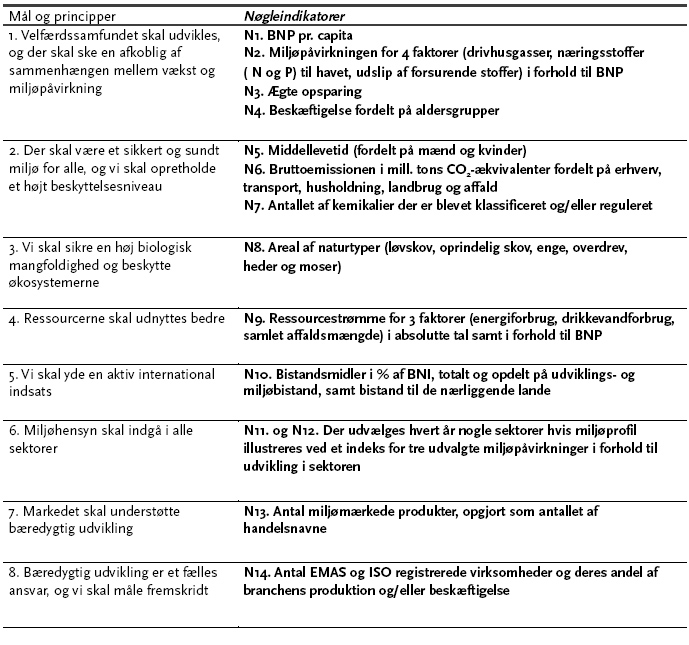 Mål og principper
Nøgleindikatorer
1. Velfærdssamfundet skal udvikles,
og der skal ske en afkoblig af
sammenhængen mellem vækst og
miljøpåvirkning
N1. BNP pr. capita
N2. Miljøpåvirkningen for 4 faktorer (drivhusgasser, næringsstoffer
( N og P) til havet, udslip af forsurende stoffer) i forhold til BNP
N3. Ægte opsparing
N4. Beskæftigelse fordelt på aldersgrupper
2. Der skal være et sikkert og sundt
miljø for alle, og vi skal opretholde
et højt beskyttelsesniveau
N5. Middellevetid (fordelt på mænd og kvinder)
N6. Bruttoemissionen i mill. tons CO₂-ækvivalenter fordelt på erhverv,
transport, husholdning, landbrug og affald
N7. Antallet af kemikalier der er blevet klassificeret og/eller reguleret
3. Vi skal sikre en høj biologisk
mangfoldighed og beskytte
økosystemerne
N8. Areal af naturtyper (løvskov, oprindelig skov, enge, overdrev,
heder og moser)
4. Ressourcerne skal udnyttes bedre
N9. Ressourcestrømme for 3 faktorer (energiforbrug, drikkevandforbrug,
samlet affaldsmængde) i absolutte tal samt i forhold til BNP
5. Vi skal yde en aktiv international
indsats
N10. Bistandsmidler i % af BNI, totalt og opdelt på udviklings- og
miljøbistand, samt bistand til de nærliggende lande
6. Miljøhensyn skal indgå i alle
sektorer
N11. og N12. Der udvælges hvert år nogle sektorer hvis miljøprofil
illustreres ved et indeks for tre udvalgte miljøpåvirkninger i forhold til
udvikling i sektoren
7. Markedet skal understøtte
bæredygtig udvikling
N13. Antal miljømærkede produkter, opgjort som antallet af
handelsnavne
8. Bæredygtig udvikling er et fælles
ansvar, og vi skal måle fremskridt
N14. Antal EMAS og ISO registrerede virksomheder og deres andel af
branchens produktion og/eller beskæftigelse